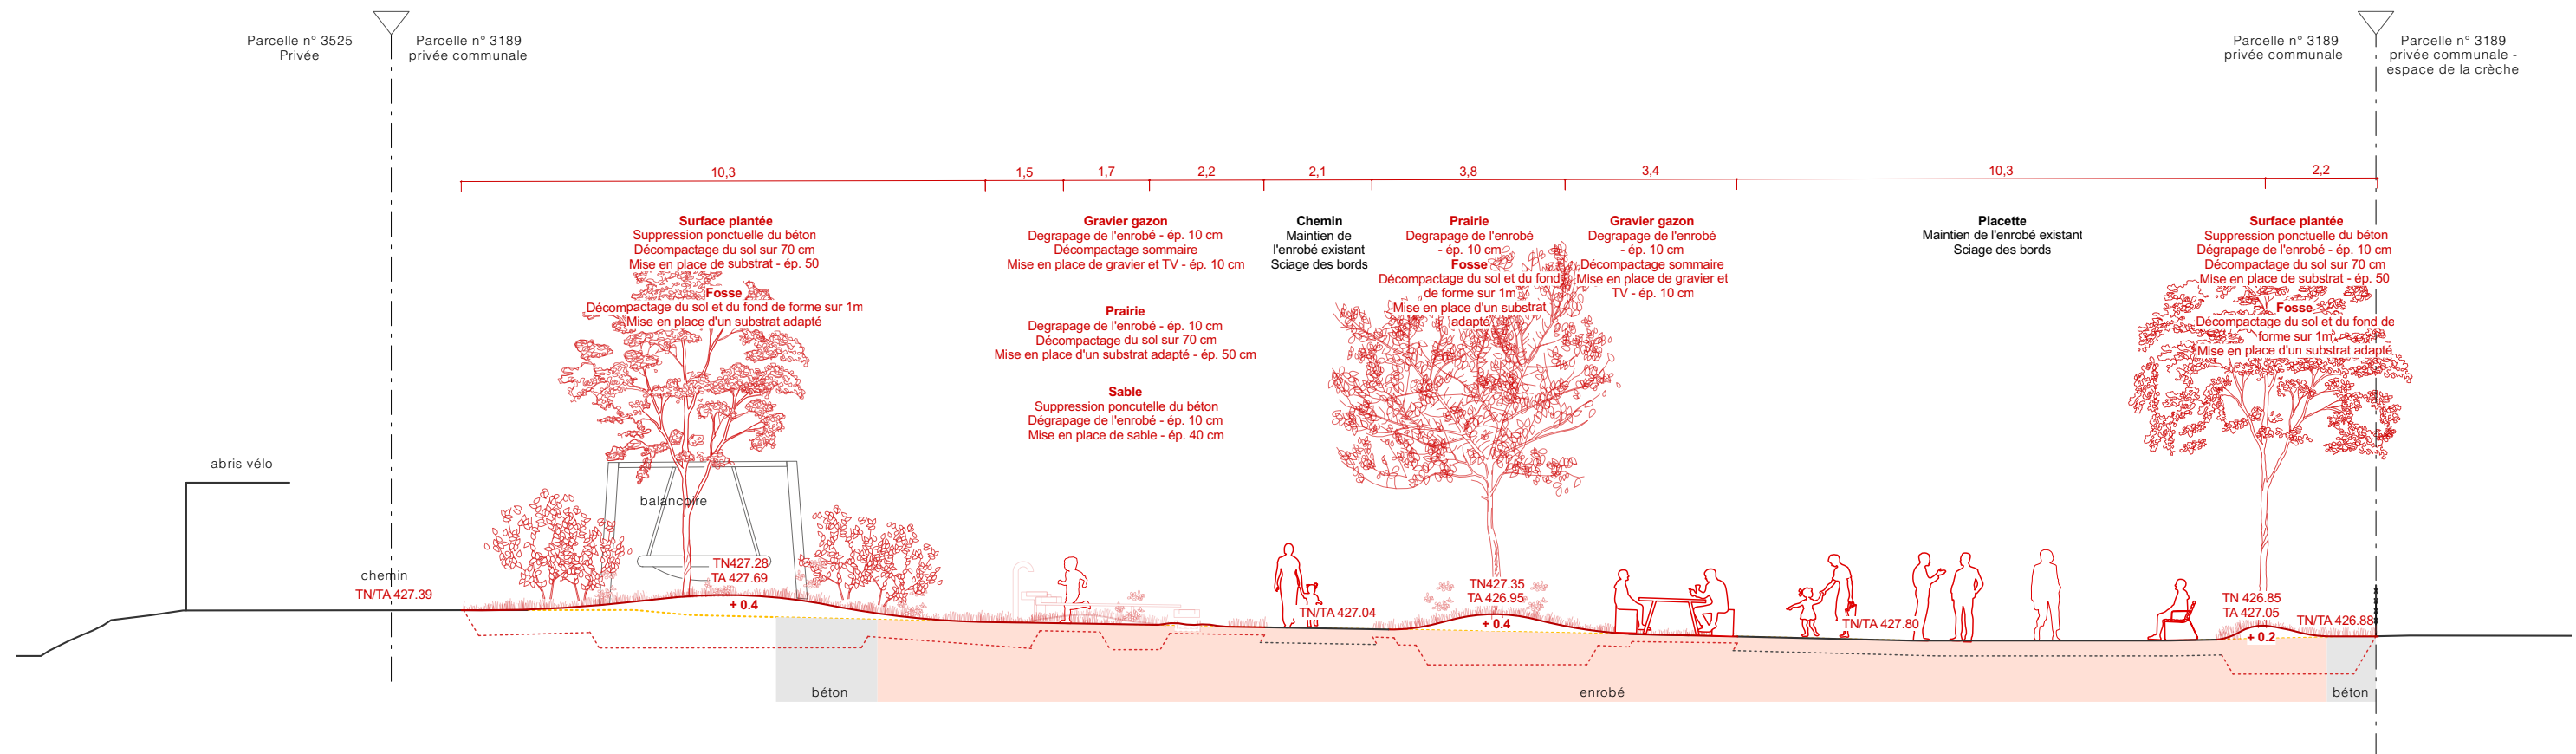 Parcelle n° 3525
Privée
Parcelle n° 3189
privée communale
Parcelle n° 3189
privée communale
Parcelle n° 3189
privée communale -
espace de la crèche
10,3
1,5
1,7
2,2
2,1
3,8
3,4
10,3
2,2
Surface plantée
Suppression ponctuelle du béton
Décompactage du sol sur 70 cm
Mise en place de substrat - ép. 50
Fosse
Décompactage du sol et du fond de forme sur 1m
Mise en place d'un substrat adapté
Gravier gazon
Degrapage de l'enrobé - ép. 10 cm
Décompactage sommaire
Mise en place de gravier et TV - ép. 10 cm
Prairie
Degrapage de l'enrobé - ép. 10 cm
Décompactage du sol sur 70 cm
Mise en place d'un substrat adapté - ép. 50 cm
Sable
Suppression poncutelle du béton
Dégrapage de l'enrobé - ép. 10 cm
Mise en place de sable - ép. 40 cm
Chemin
Maintien de
l'enrobé existant
Sciage des bords
Prairie
Degrapage de l'enrobé
- ép. 10 cm
Fosse
Décompactage du sol et du fond
de forme sur 1m
Mise en place d'un substrat
adapté
Gravier gazon
Degrapage de l'enrobé
- ép. 10 cm
Décompactage sommaire
Mise en place de gravier et
TV - ép. 10 cm
Placette
Maintien de l'enrobé existant
Sciage des bords
Surface plantée
Suppression ponctuelle du béton
Dégrapage de l'enrobé - ép. 10 cm
Décompactage du sol sur 70 cm
Mise en place de substrat - ép. 50
Fosse
Décompactage du sol et du fond de
forme sur 1m
Mise en place d'un substrat adapté
abris vélo
balançoire
chemin
TN/TA 427.39
TN427.28
TA 427.69
+ 0.4
TN/TA 427.04
TN427.35
TA 426.95
+ 0.4
TN/TA 427.80
TN 426.85
TA 427.05
+ 0.2
TN/TA 426.88
béton
enrobé
béton